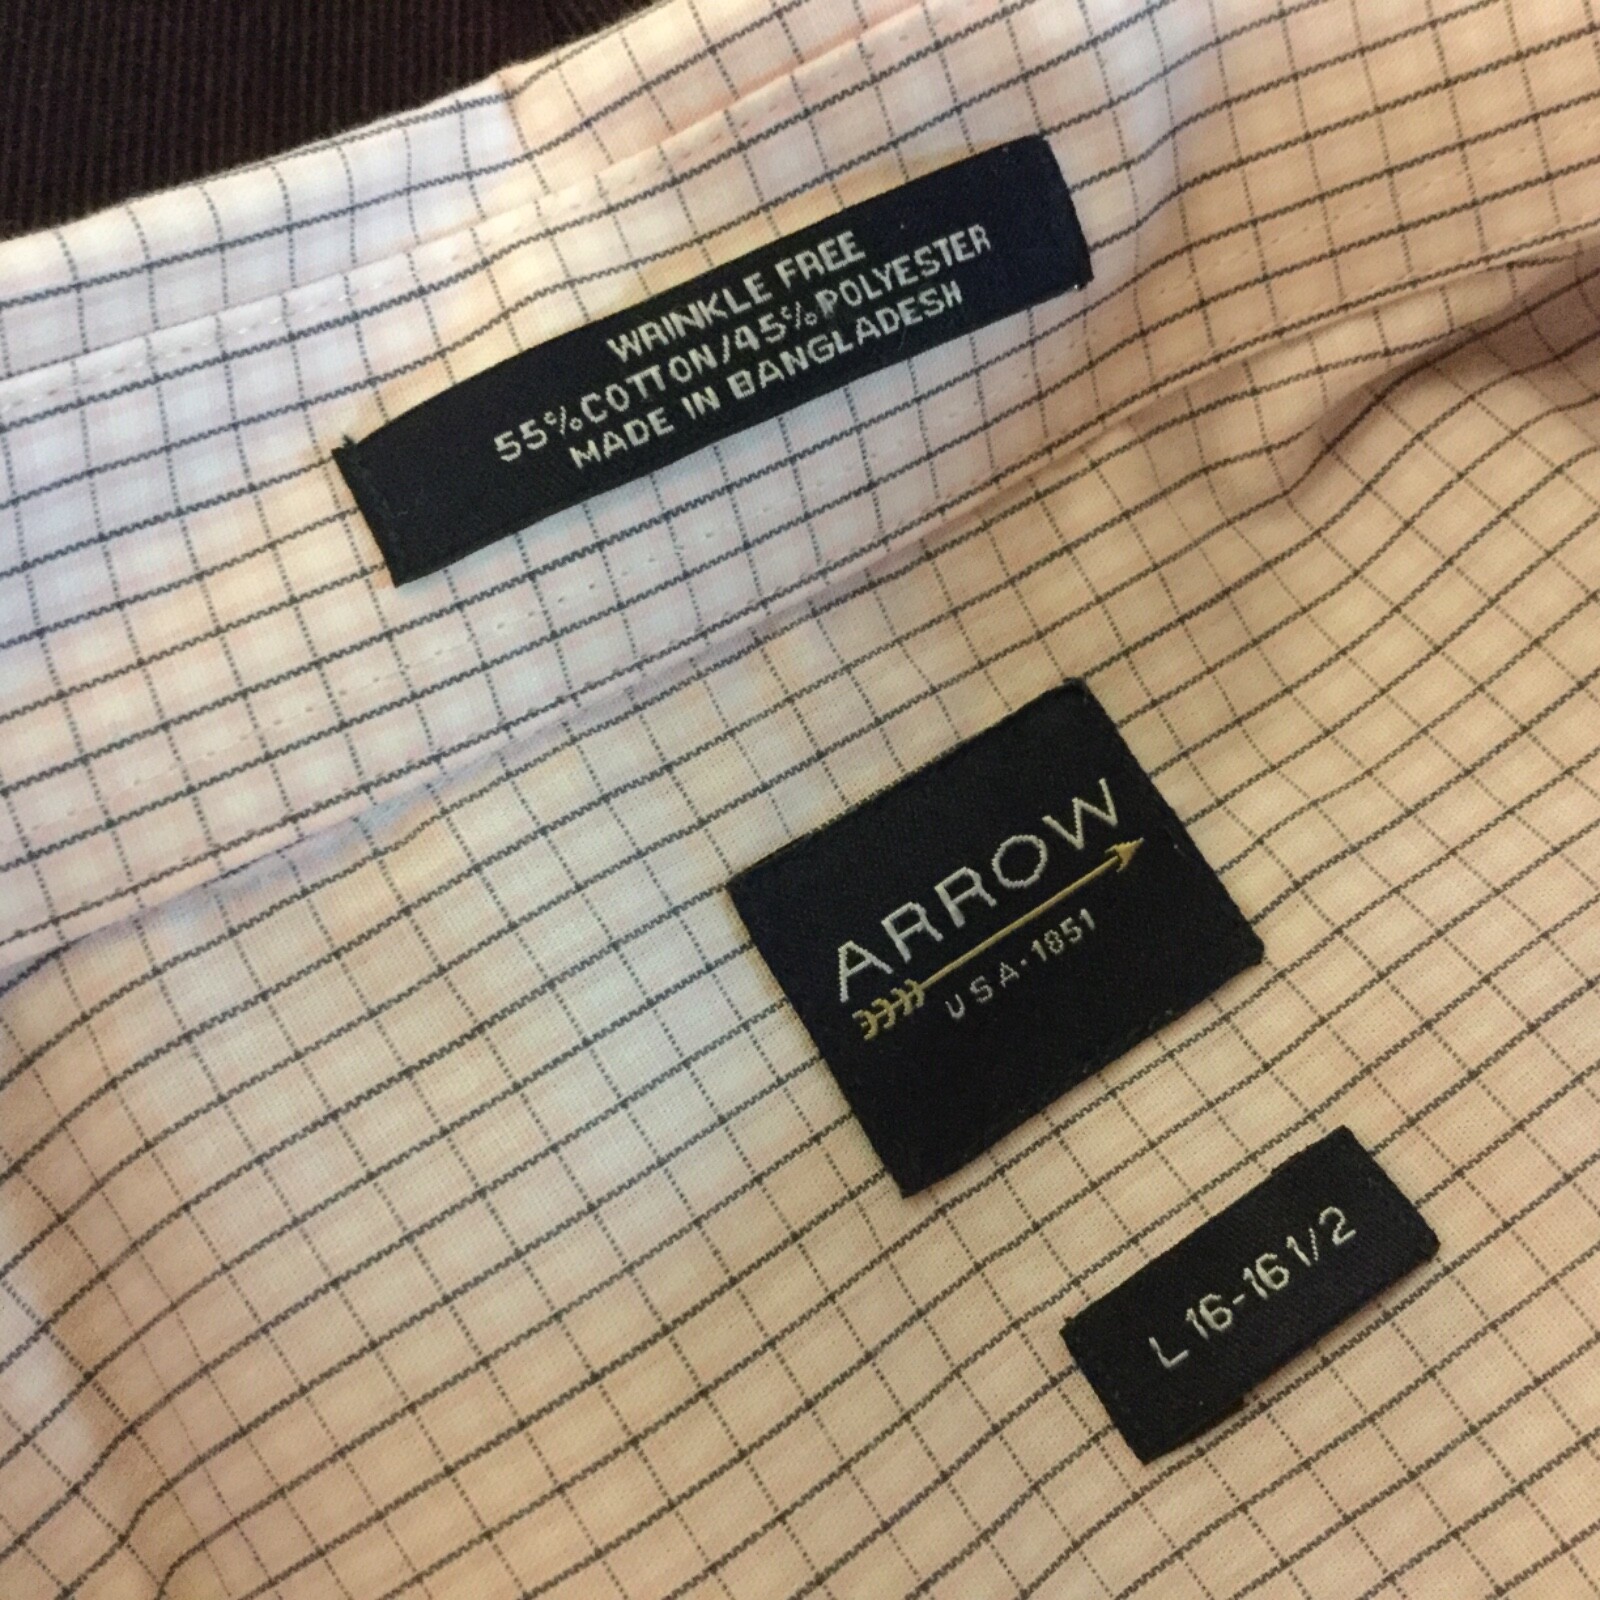 WRINKLE FREE
55%COTTON/45%POLYESTER
MADE IN BANGLADESH
ARROW
USA-1851
L 16-16 1/2